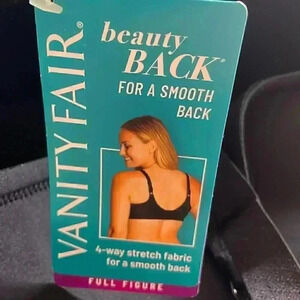 VANITY FAIR®
beauty
BACK®
FOR A SMOOTH
BACK
4-way stretch fabric
for a smooth back
FULL FIGURE